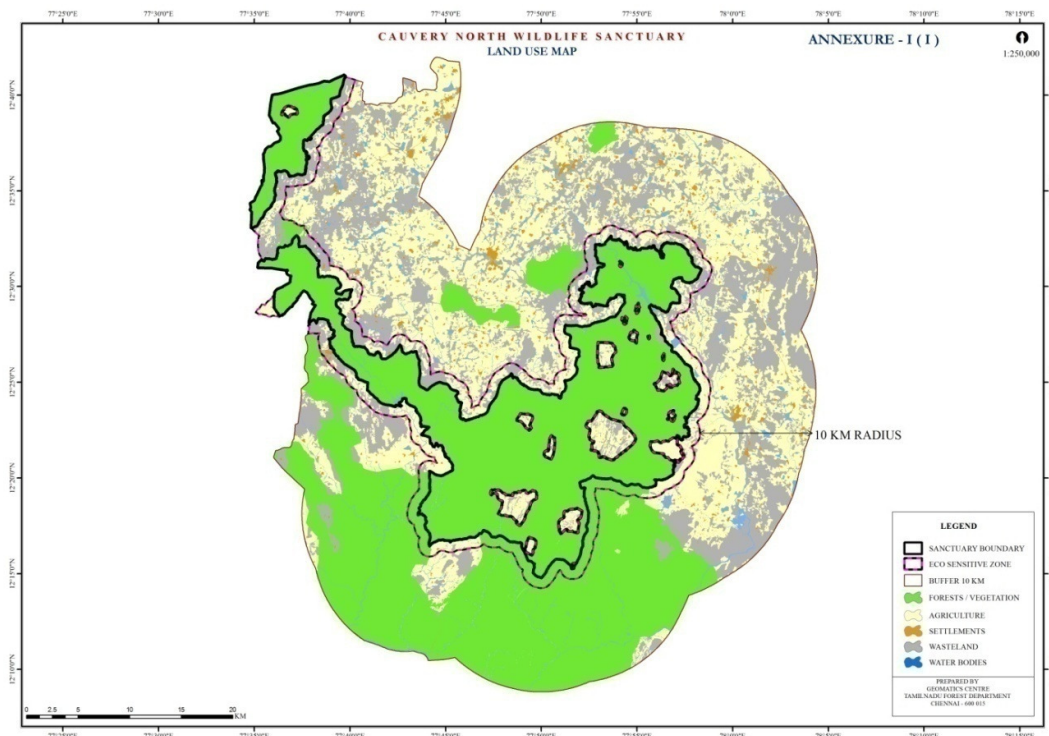 77°25'0"E 77°30'0"E 77°35'0"E 77°40'0"E 77°45'0"E 77°50'0"E 77°55'0"E 78°0'0"E 78°5'0"E 78°10'0"E 78°15'0"E
CAUVERY NORTH WILDLIFE SANCTUARY
LAND USE MAP
ANNEXURE - I ( I )
1:250,000
12°40'0"N
12°35'0"N
12°30'0"N
12°25'0"N
12°20'0"N
12°15'0"N
12°10'0"N
10 KM RADIUS
LEGEND
SANCTUARY BOUNDARY
ECO SENSITIVE ZONE
BUFFER 10 KM
FORESTS / VEGETATION
AGRICULTURE
SETTLEMENTS
WASTELAND
WATER BODIES
PREPARED BY
GEOMATICS CENTRE
TAMILNADU FOREST DEPARTMENT
CHENNAI - 600 015
0 2.5 5 10 15 20
KM